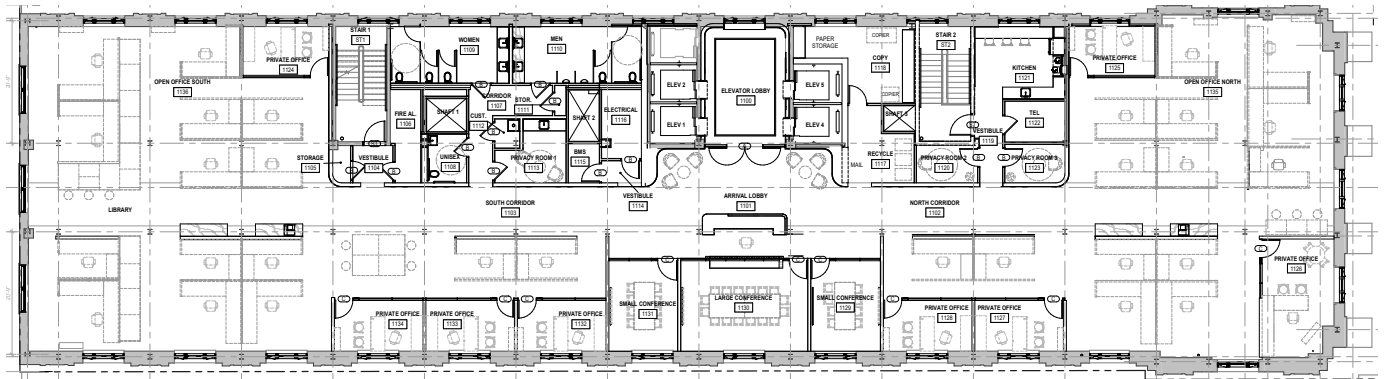 STAIR 1
ST1
WOMEN
1109
MEN
1110
PRIVATE OFFICE
1124
OPEN OFFICE SOUTH
1136
FIRE AL.
1106
SHAFT 1
CORRIDOR
1107
STOR.
1111
CUST.
1112
SHAFT 2
ELECTRICAL
1116
UNISEX
1108
PRIVACY ROOM 1
1113
BMS
1115
STORAGE
1105
VESTIBULE
1104
VESTIBULE
1114
ELEV 2
ELEV 1
ELEVATOR LOBBY
1100
ELEV 5
ELEV 4
PAPER
STORAGE
COPIER
COPY
1118
COPIER
SHAFT 3
RECYCLE
1117
MAIL
STAIR 2
ST2
KITCHEN
1121
TEL
1122
VESTIBULE
1119
PRIVACY ROOM 2
1120
PRIVACY ROOM 3
1123
PRIVATE OFFICE
1125
OPEN OFFICE NORTH
1135
LIBRARY
SOUTH CORRIDOR
1103
ARRIVAL LOBBY
1101
NORTH CORRIDOR
1102
PRIVATE OFFICE
1126
SMALL CONFERENCE
1131
LARGE CONFERENCE
1130
SMALL CONFERENCE
1129
PRIVATE OFFICE
1134
PRIVATE OFFICE
1133
PRIVATE OFFICE
1132
PRIVATE OFFICE
1128
PRIVATE OFFICE
1127